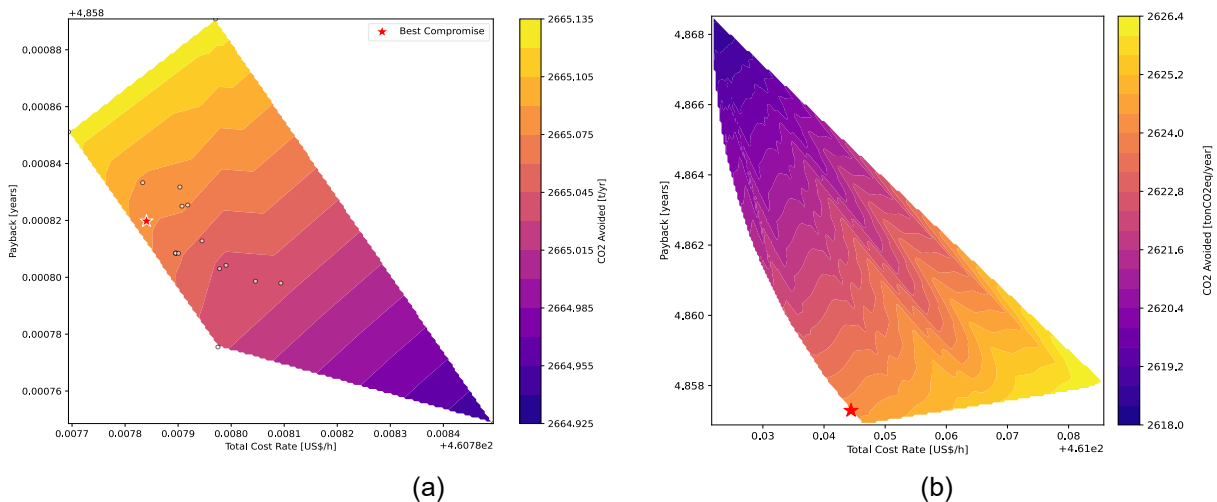 +4.858
Best Compromise
0.00088
0.00086
0.00084
0.00082
0.00080
0.00078
0.00076
Payback [years]
0.0077 0.0078 0.0079 0.0080 0.0081 0.0082 0.0083 0.0084
Total Cost Rate [US$/h]
+4.6078e2
2665.135
2665.105
2665.075
2665.045
2665.015
2664.985
2664.955
2664.925
CO2 Avoided [t/yr]
(a)
4.868
4.866
4.864
4.862
4.860
4.858
Payback [years]
0.03 0.04 0.05 0.06 0.07 0.08
Total Cost Rate [US$/h]
+4.61e2
2626.4
2625.2
2624.0
2622.8
2621.6
2620.4
2619.2
2618.0
CO2 Avoided [tonCO2eq/year]
(b)